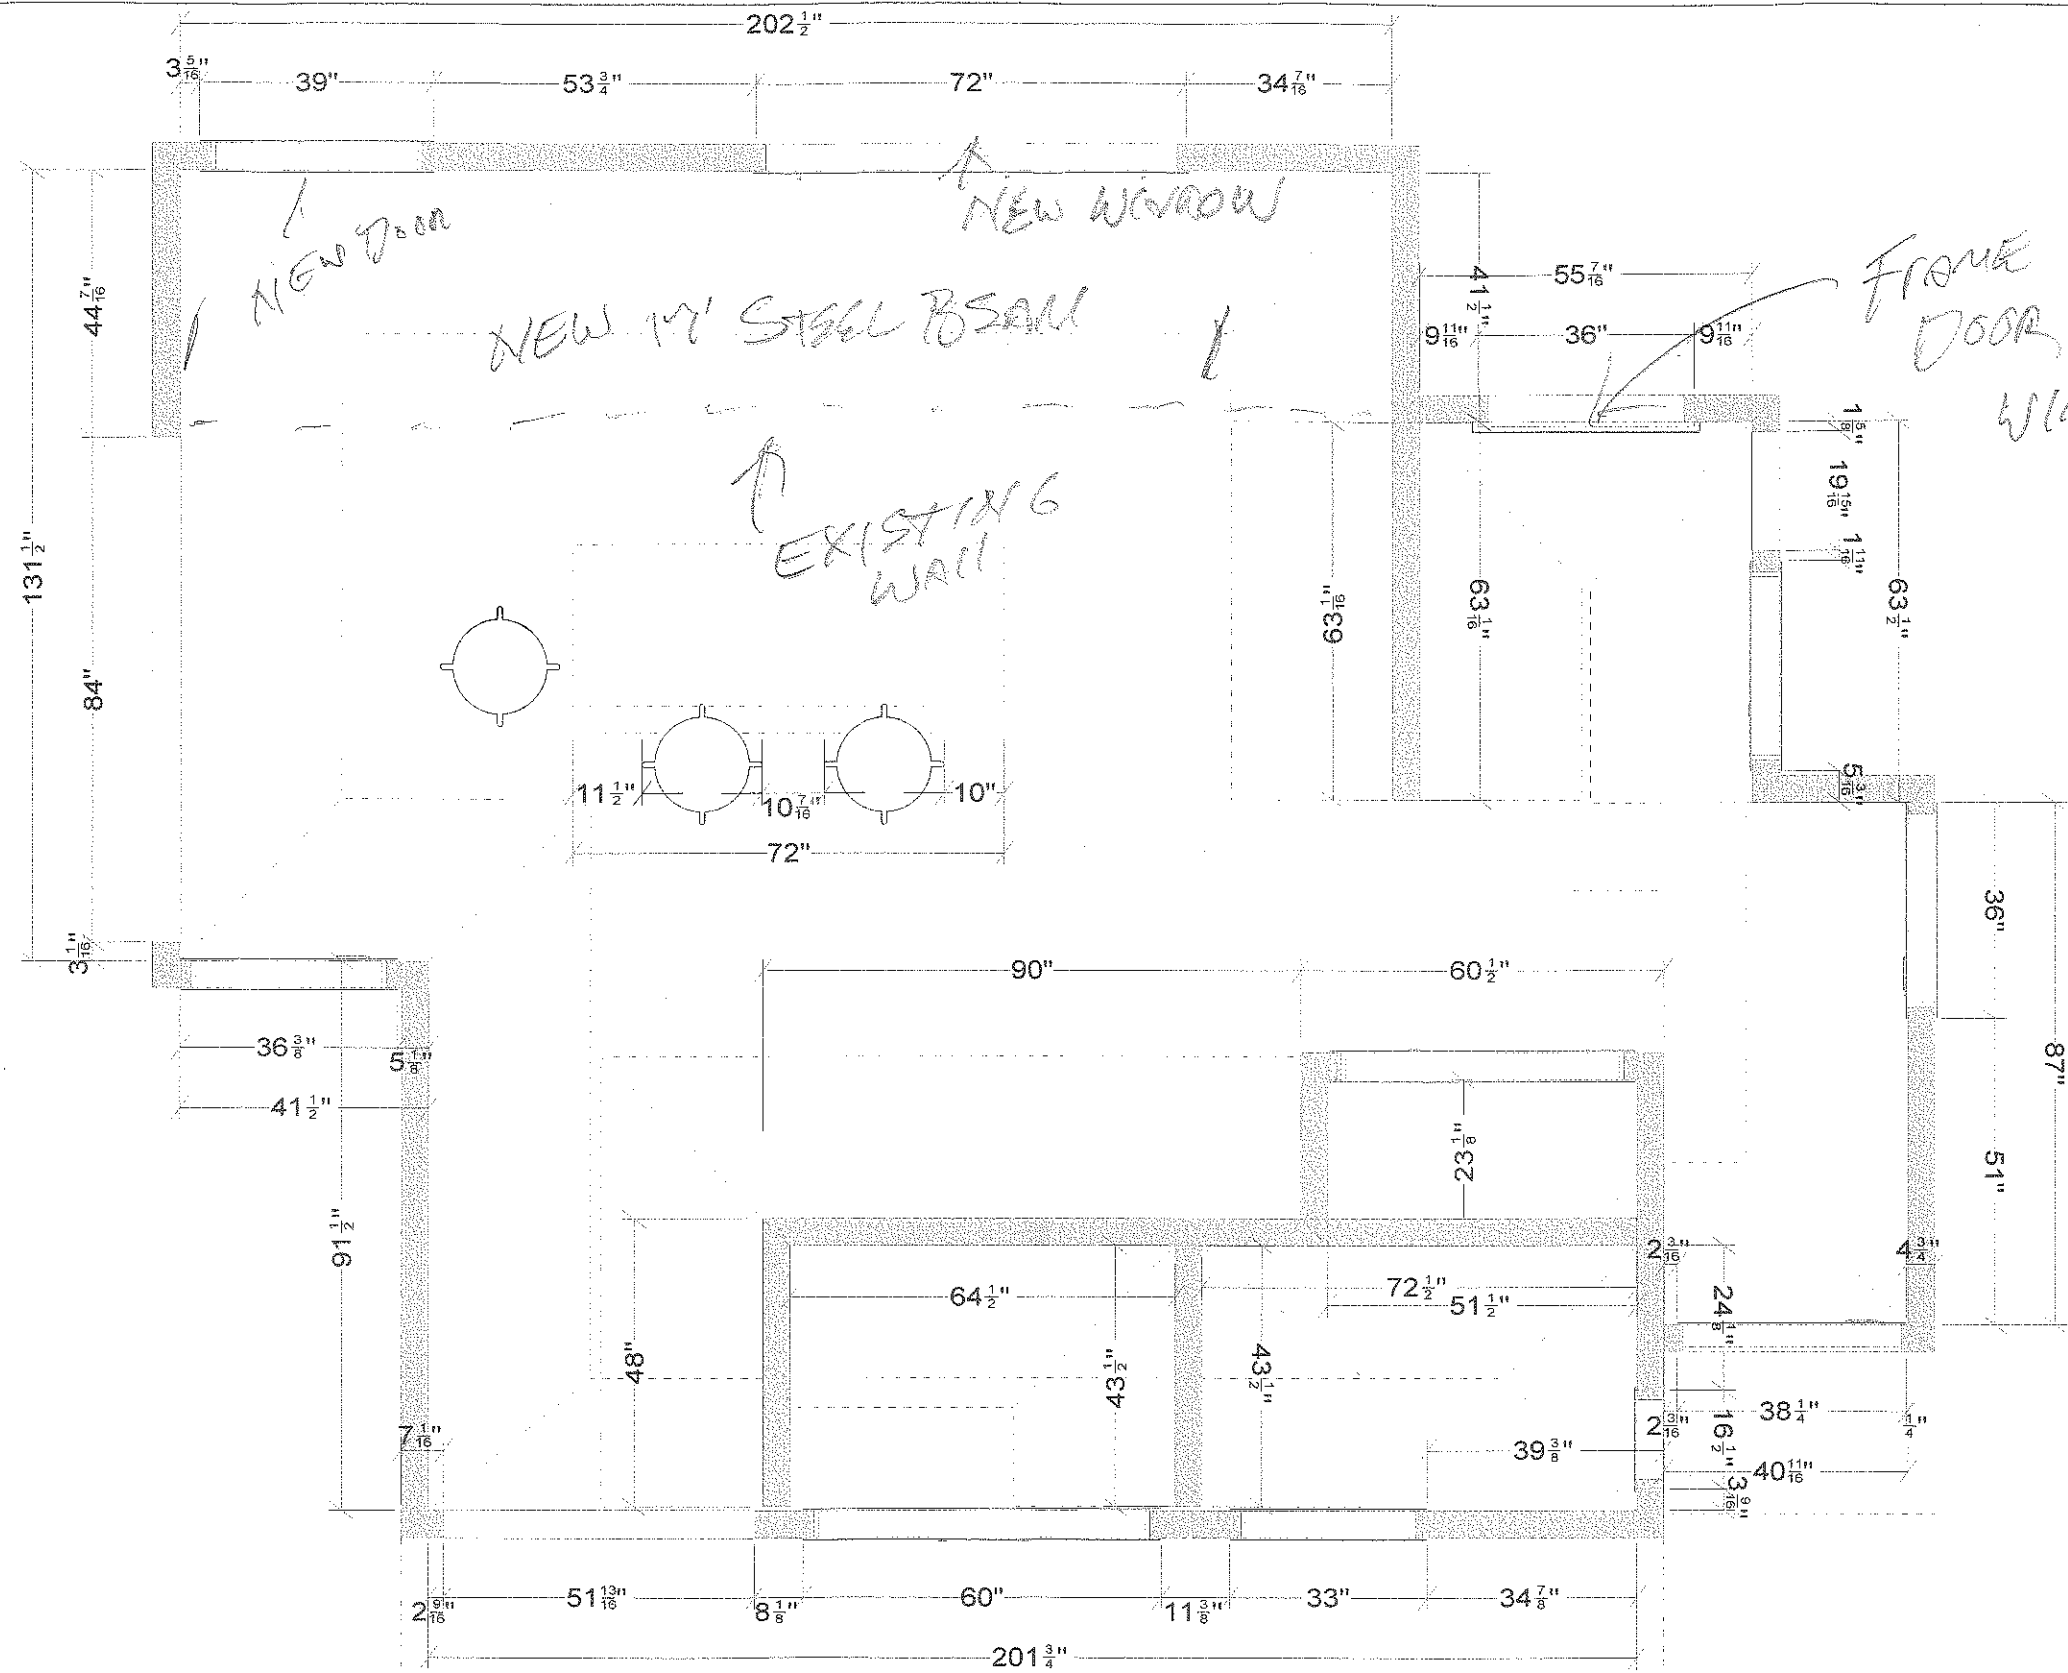 202 1/2"
3 5/16" 39" 53 3/4" 72" 34 7/16"
NEW DOOR
NEW WINDOW
NEW 17' STEEL BEAM
EXISTING
WALL
FRAME
DOOR
131 1/2"
44 7/16"
84"
3 1/16"
41 1/2"
55 7/16"
9 11/16" 36" 9 11/16"
1 5/8"
19 15/16"
1 11/16"
63 1/2"
5 3/16"
63 1/16"
63 1/16"
11 1/2" 10 7/16" 10"
72"
36"
87"
51"
90" 60 1/2"
36 3/8" 5 1/8"
41 1/2"
91 1/2"
23 1/8"
2 3/16" 4 3/4"
64 1/2" 72 1/2"
51 1/2"
24 1/8"
48"
43 1/2"
43 1/2"
7 1/16"
39 3/8"
2 3/16"
16 1/2"
38 1/4" 1/4"
40 11/16"
3 9/16"
2 9/16" 51 13/16" 8 1/8" 60" 11 3/8" 33" 34 7/8"
201 3/4"